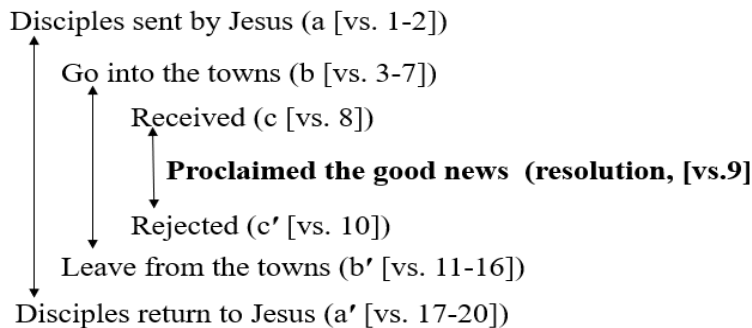 Disciples sent by Jesus (a [vs. 1-2])
Go into the towns (b [vs. 3-7])
Received (c [vs. 8])
Proclaimed the good news (resolution, [vs.9]
Rejected (c′ [vs. 10])
Leave from the towns (b′ [vs. 11-16])
Disciples return to Jesus (a′ [vs. 17-20])